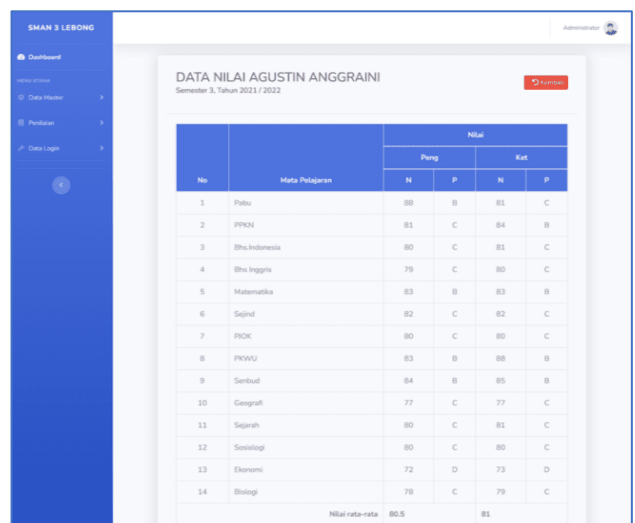 SMAN 3 LEBONG
Administrator
Dashboard
MENU UTAMA
Data Master
Penilaian
Data Login
DATA NILAI AGUSTIN ANGGRAINI
Semester 3, Tahun 2021 / 2022
Kembali
Nilai
Peng Ket
No Mata Pelajaran N P N P
1 Pabu 88 B 81 C
2 PPKN 81 C 84 B
3 Bhs.Indonesia 80 C 81 C
4 Bhs Inggris 79 C 80 C
5 Matematika 83 B 83 B
6 Sejind 82 C 82 C
7 PJOK 80 C 80 C
8 PKWU 83 B 88 B
9 Senbud 84 B 85 B
10 Geografi 77 C 77 C
11 Sejarah 80 C 81 C
12 Sosiologi 80 C 80 C
13 Ekonomi 72 D 73 D
14 Biologi 78 C 79 C
Nilai rata-rata 80.5 81